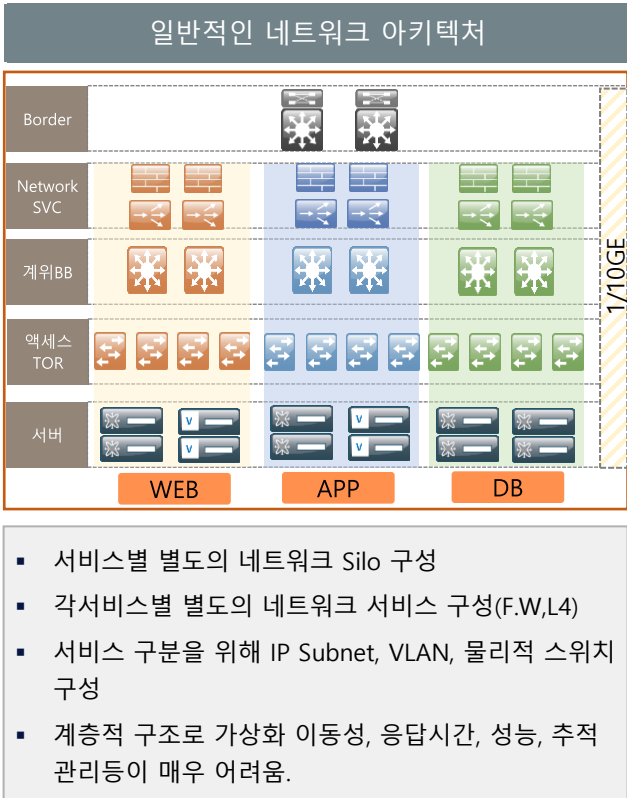 일반적인 네트워크 아키텍처
Border
Network
SVC
계위BB
1/10GE
액세스
TOR
서버
V
V
V
V
WEB
APP
DB
▪ 서비스별 별도의 네트워크 Silo 구성
▪ 각서비스별 별도의 네트워크 서비스 구성(F.W,L4)
▪ 서비스 구분을 위해 IP Subnet, VLAN, 물리적 스위치
구성
▪ 계층적 구조로 가상화 이동성, 응답시간, 성능, 추적
관리등이 매우 어려움.